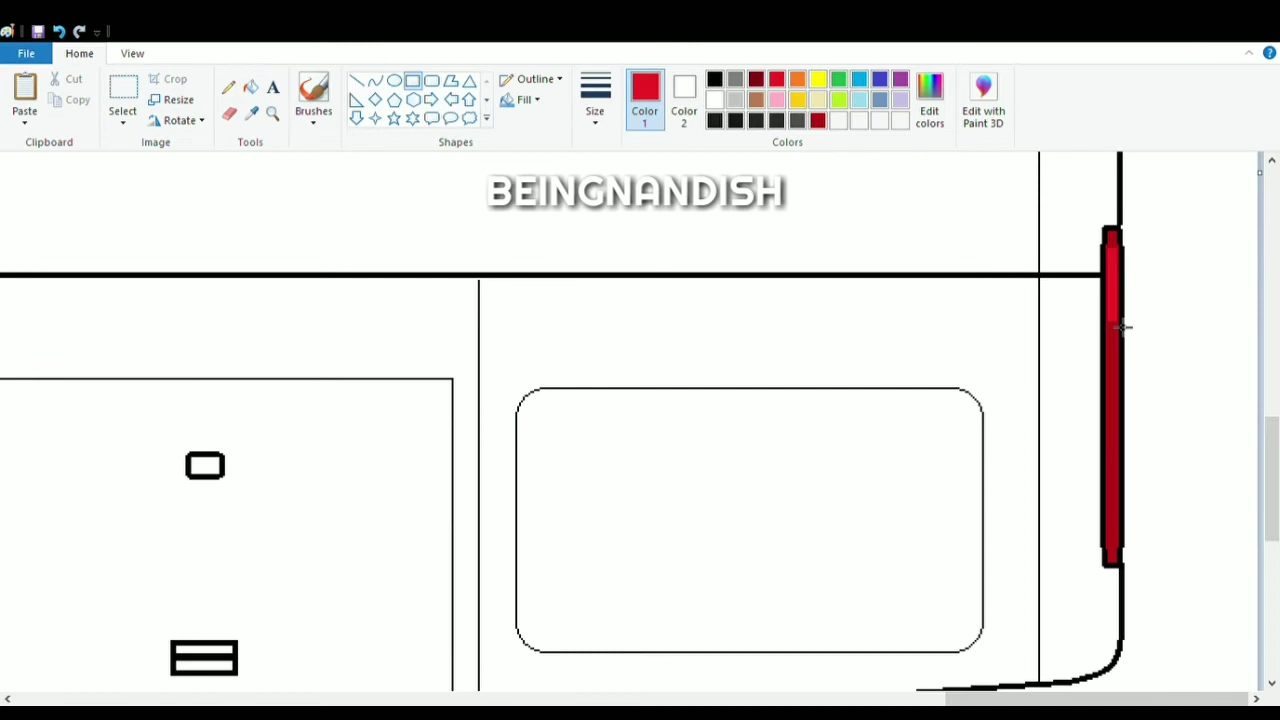 File Home View
Paste
Cut
Copy
Clipboard
Select
Crop
Resize
Rotate
Image
A
Tools
Brushes
Outline
Fill
Shapes
Size
Color
1
Color
2
Colors
Edit
colors
Edit with
Paint 3D
BEINGNANDISH